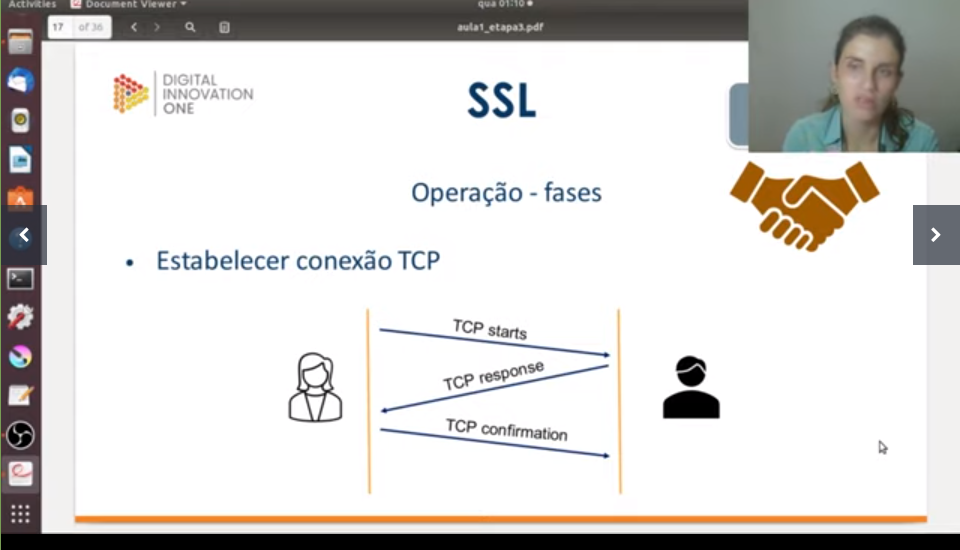 Activities
Document Viewer
qua 01:10
17
of 36
aula1_etapa3.pdf
DIGITAL
INNOVATION
ONE
SSL
Operação - fases
• Estabelecer conexão TCP
TCP starts
TCP response
TCP confirmation